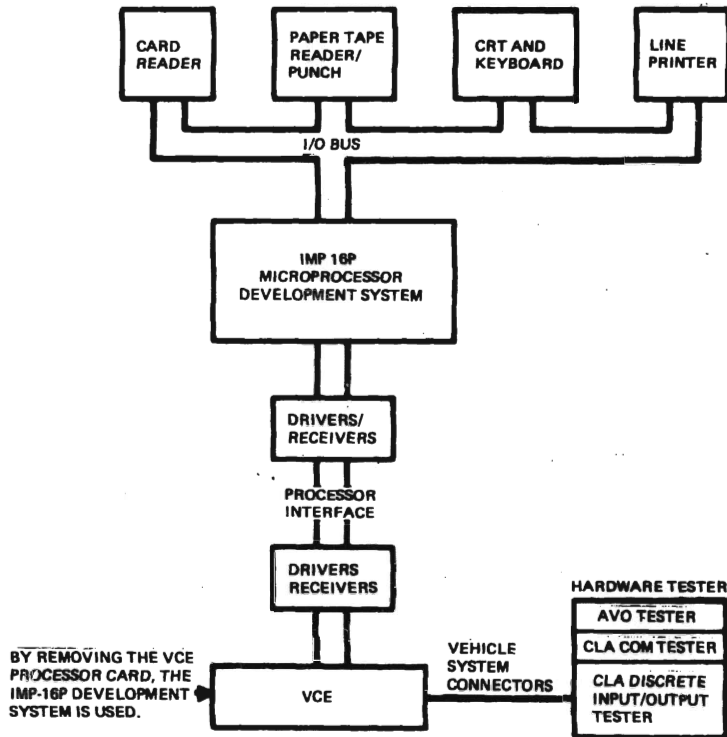 CARD
READER
PAPER TAPE
READER/
PUNCH
CRT AND
KEYBOARD
LINE
PRINTER
I/O BUS
IMP 16P
MICROPROCESSOR
DEVELOPMENT SYSTEM
DRIVERS/
RECEIVERS
PROCESSOR
INTERFACE
DRIVERS
RECEIVERS
HARDWARE TESTER
AVO TESTER
CLA COM TESTER
CLA DISCRETE
INPUT/OUTPUT
TESTER
VEHICLE
SYSTEM
CONNECTORS
BY REMOVING THE VCE
PROCESSOR CARD, THE
IMP-16P DEVELOPMENT
SYSTEM IS USED.
VCE